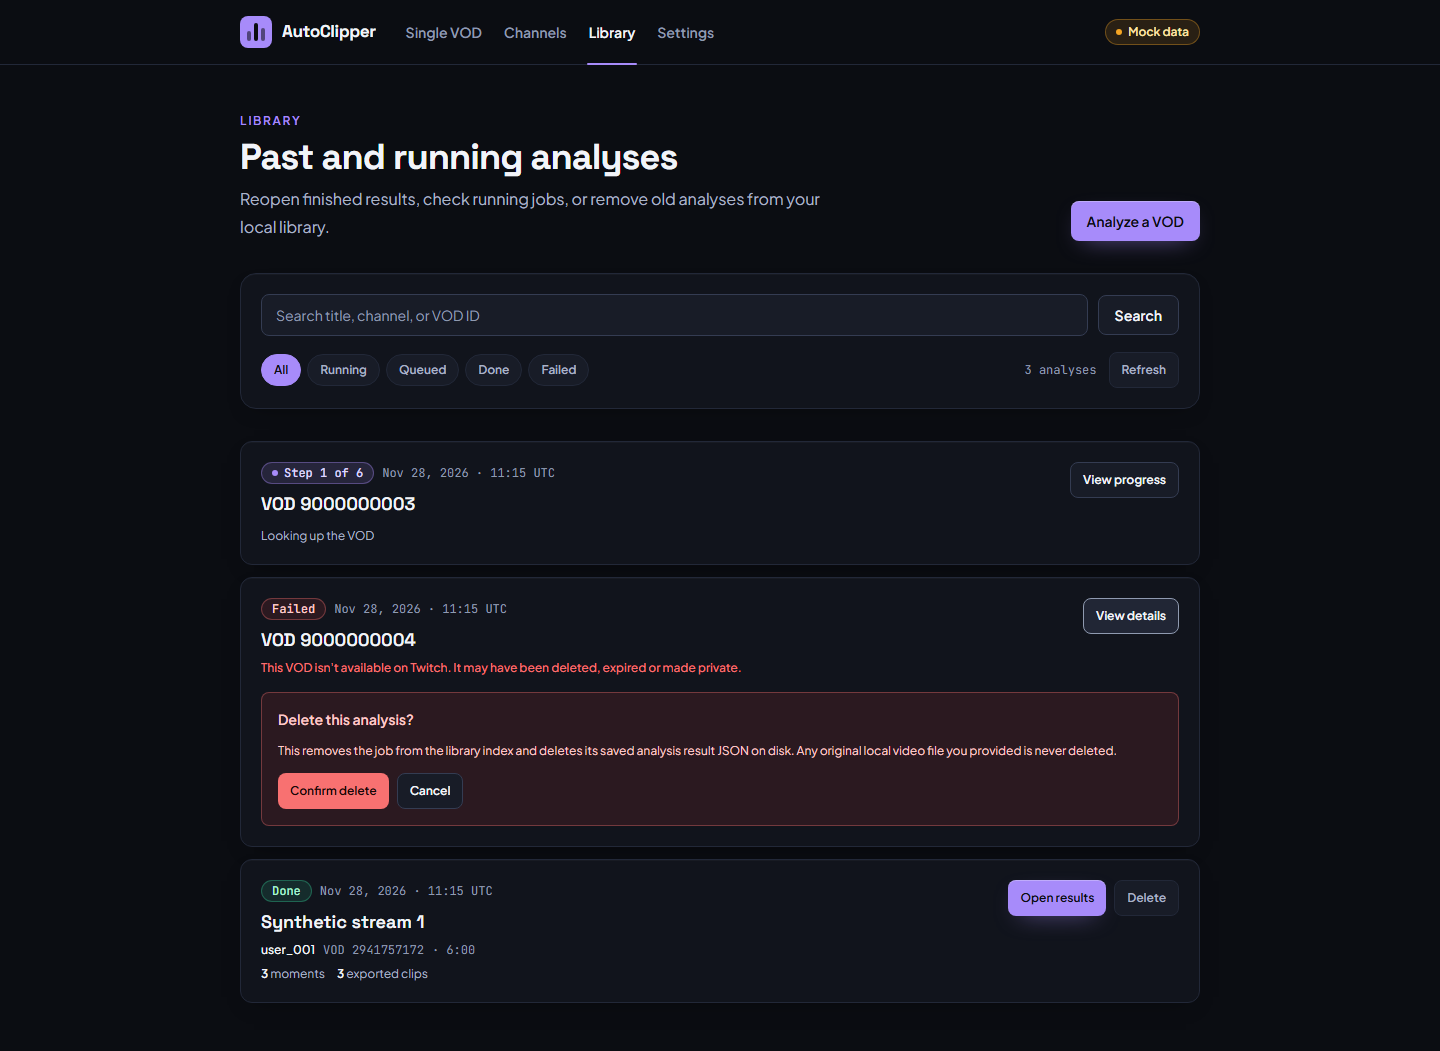 AutoClipper
Single VOD
Channels
Library
Settings
Mock data
LIBRARY
Past and running analyses
Reopen finished results, check running jobs, or remove old analyses from your
local library.
Analyze a VOD
Search title, channel, or VOD ID
Search
All
Running
Queued
Done
Failed
3 analyses
Refresh
Step 1 of 6
Nov 28, 2026 · 11:15 UTC
View progress
VOD 9000000003
Looking up the VOD
Failed
Nov 28, 2026 · 11:15 UTC
View details
VOD 9000000004
This VOD isn't available on Twitch. It may have been deleted, expired or made private.
Delete this analysis?
This removes the job from the library index and deletes its saved analysis result JSON on disk. Any original local video file you provided is never deleted.
Confirm delete
Cancel
Done
Nov 28, 2026 · 11:15 UTC
Open results
Delete
Synthetic stream 1
user_001 VOD 2941757172 · 6:00
3 moments 3 exported clips